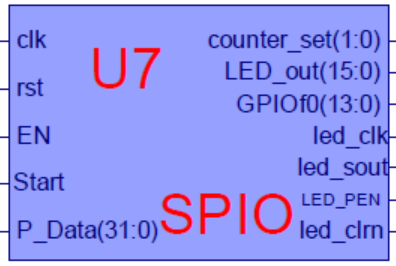 clk
rst
EN
Start
P_Data(31:0)
U7
SPIO
counter_set(1:0)
LED_out(15:0)
GPIOf0(13:0)
led_clk
led_sout
LED_PEN
led_clrn